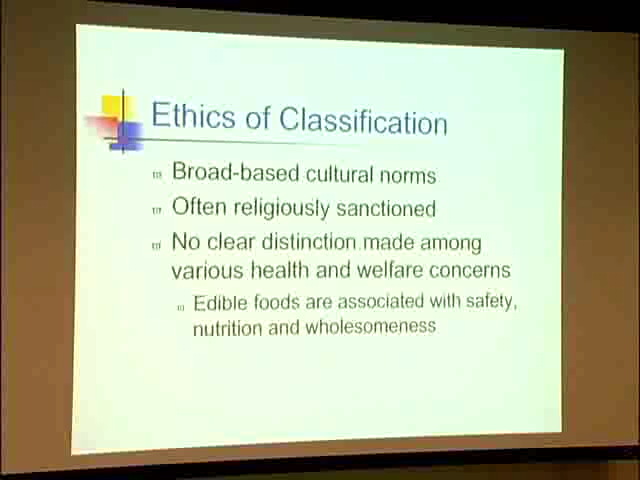 Ethics of Classification
Broad-based cultural norms
Often religiously sanctioned
No clear distinction made among
various health and welfare concerns
Edible foods are associated with safety,
nutrition and wholesomeness